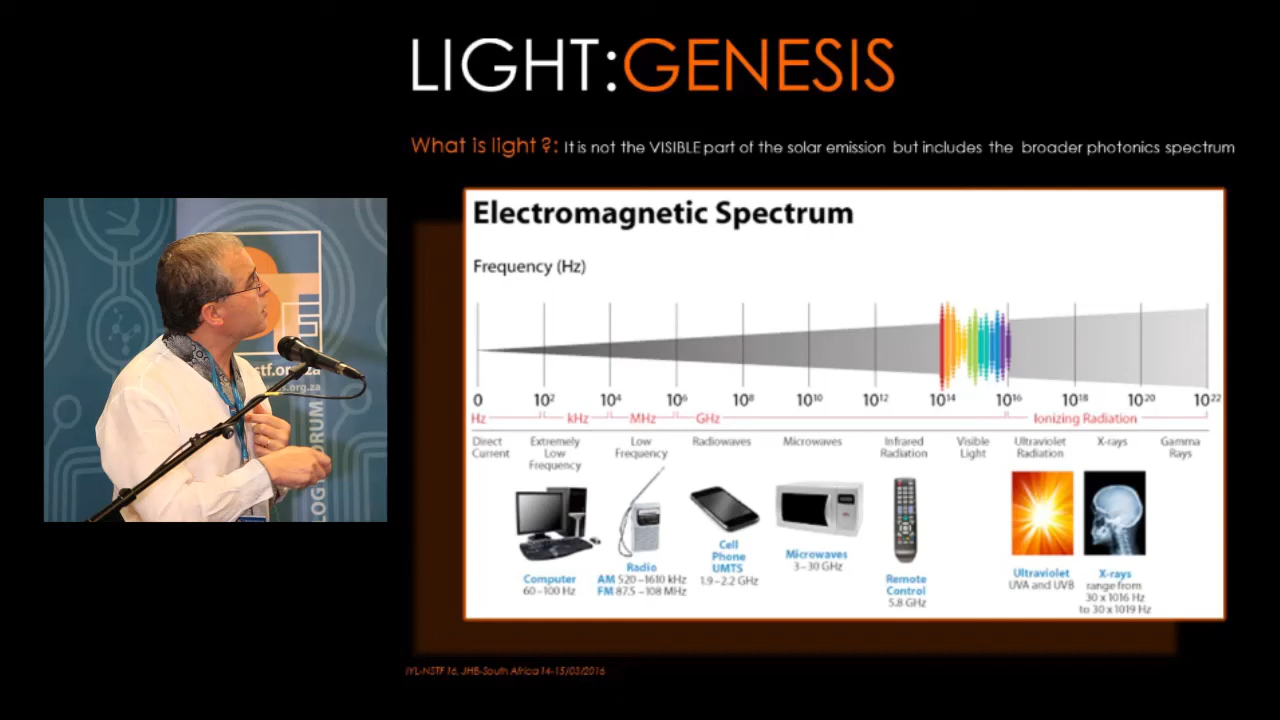 LIGHT:GENESIS
What is light ?: It is not the VISIBLE part of the solar emission but includes the broader photonics spectrum
Electromagnetic Spectrum
Frequency (Hz)
0 10² 10⁴ 10⁶ 10⁸ 10¹⁰ 10¹² 10¹⁴ 10¹⁶ 10¹⁸ 10²⁰ 10²²
Hz kHz MHz GHz Ionizing Radiation
Direct Current
Extremely Low Frequency
Low Frequency
Radiowaves
Microwaves
Infrared Radiation
Visible Light
Ultraviolet Radiation
X-rays
Gamma Rays
Computer
60–100 Hz
Radio
AM 520–1610 kHz
FM 87.5–108 MHz
Cell
Phone
UMTS
1.9–2.2 GHz
Microwaves
3–30 GHz
Remote
Control
5.8 GHz
Ultraviolet
UVA and UVB
X-rays
range from
30 x 1016 Hz
to 30 x 1019 Hz
IYL-NSTF 16, JHB-South Africa 14-15/03/2016